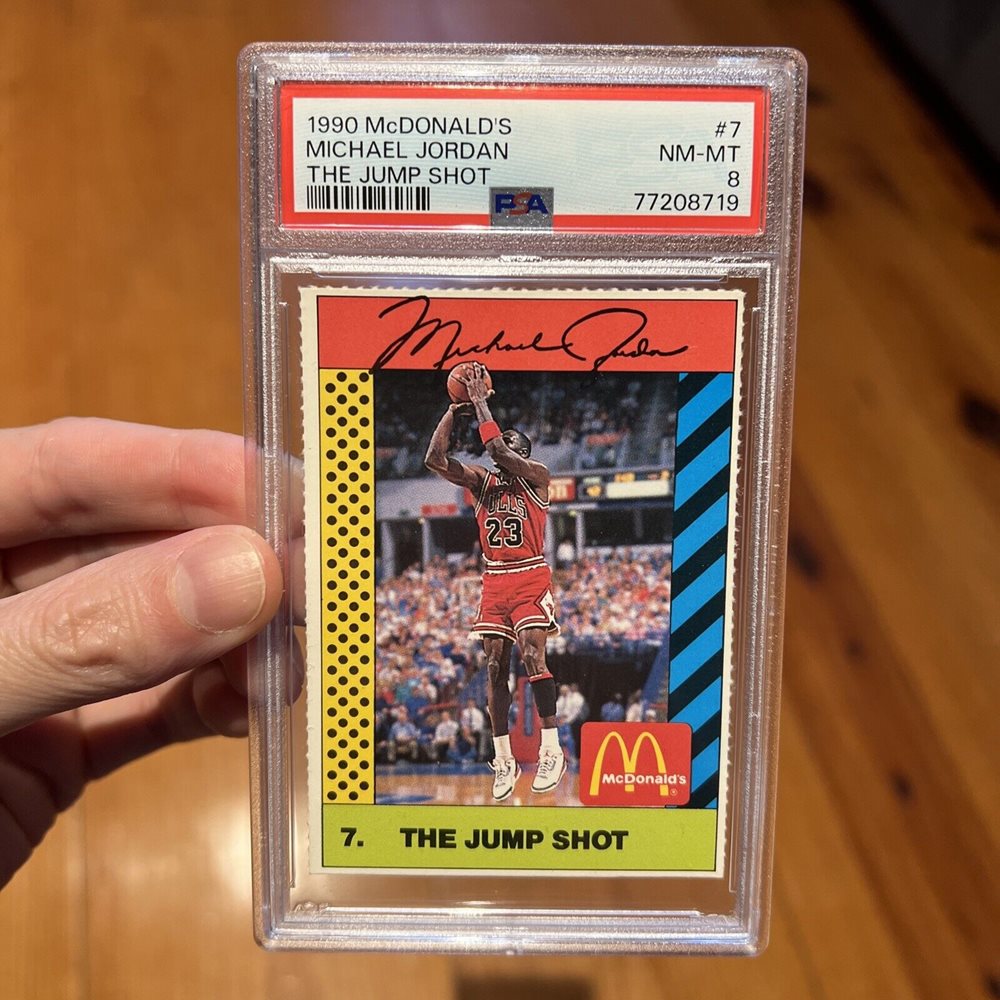 1990 McDONALD'S #7
MICHAEL JORDAN NM-MT
THE JUMP SHOT 8
PSA 77208719
Michael Jordan
BULLS
23
McDonald's ®
7. THE JUMP SHOT